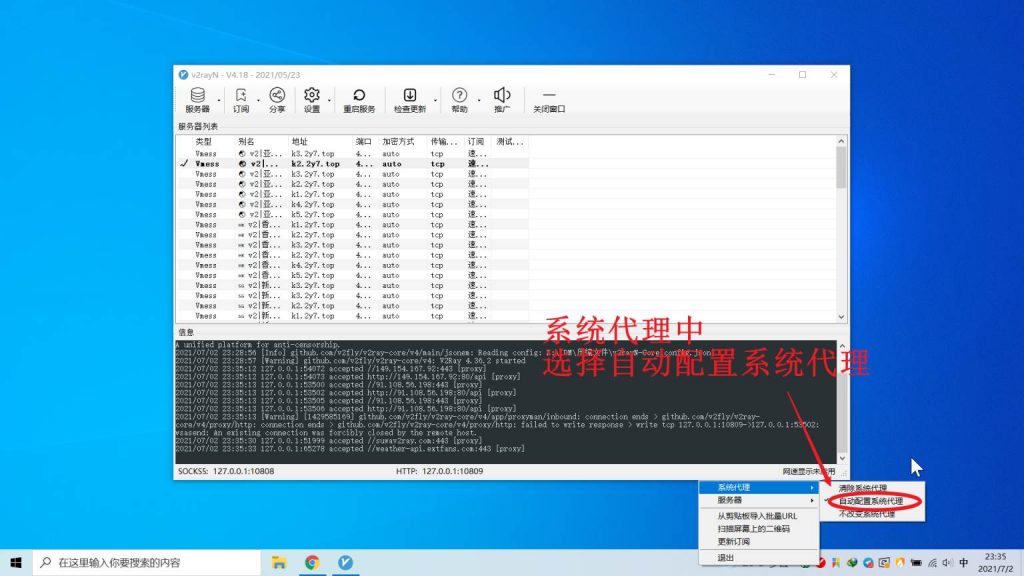 v2rayN - V4.18 - 2021/05/23
服务器 订阅 分享 设置 重启服务 检查更新 帮助 推广 关闭窗口
服务器列表
类型 别名 地址 端口 加密方式 传输... 订阅 测试...
Vmess v2|亚... k3.2y7.top 4... auto tcp 速...
Vmess v2|... k2.2y7.top 4... auto tcp 速...
Vmess v2|亚... k3.2y7.top 4... auto tcp 速...
Vmess v2|亚... k2.2y7.top 4... auto tcp 速...
Vmess v2|亚... k1.2y7.top 4... auto tcp 速...
Vmess v2|亚... k4.2y7.top 4... auto tcp 速...
Vmess v2|亚... k5.2y7.top 4... auto tcp 速...
Vmess HK v2|香... k1.2y7.top 4... auto tcp 速...
Vmess HK v2|香... k2.2y7.top 4... auto tcp 速...
Vmess HK v2|香... k3.2y7.top 4... auto tcp 速...
Vmess HK v2|香... k2.2y7.top 4... auto tcp 速...
Vmess HK v2|香... k4.2y7.top 4... auto tcp 速...
Vmess HK v2|香... k5.2y7.top 4... auto tcp 速...
Vmess SG v2|新... k3.2y7.top 4... auto tcp 速...
Vmess SG v2|新... k3.2y7.top 4... auto tcp 速...
Vmess SG v2|新... k2.2y7.top 4... auto tcp 速...
Vmess SG v2|新... k1.2y7.top 4... auto tcp 速...
信息
系统代理中
选择自动配置系统代理
A unified platform for anti-censorship.
2021/07/02 23:28:56 [Info] github.com/v2fly/v2ray-core/v4/main/jsonem: Reading config:
2021/07/02 23:28:57 [Warning] github.com/v2fly/v2ray-core/v4: V2Ray 4.36.2 started
2021/07/02 23:35:12 127.0.0.1:54072 accepted //149.154.167.92:443 [proxy]
2021/07/02 23:35:12 127.0.0.1:54073 accepted http://149.154.167.92:80/api [proxy]
2021/07/02 23:35:13 127.0.0.1:53500 accepted //91.108.56.198:443 [proxy]
2021/07/02 23:35:13 127.0.0.1:53502 accepted http://91.108.56.198:80/api [proxy]
2021/07/02 23:35:13 127.0.0.1:53505 accepted //91.108.56.198:443 [proxy]
2021/07/02 23:35:13 127.0.0.1:53506 accepted http://91.108.56.198:80/api [proxy]
2021/07/02 23:35:13 [Warning] [1429585169] github.com/v2fly/v2ray-core/v4/app/proxyman/inbound: connection ends > github.com/v2fly/v2ray-
core/v4/proxy/http: connection ends > github.com/v2fly/v2ray-core/v4/proxy/http: failed to write response > write tcp 127.0.0.1:10809->127.0.0.1:53502:
wsasend: An existing connection was forcibly closed by the remote host.
2021/07/02 23:35:30 127.0.0.1:51999 accepted //suwav2ray.com:443 [proxy]
2021/07/02 23:35:33 127.0.0.1:65278 accepted //weather-api.extfans.com:443 [proxy]
SOCKS5: 127.0.0.1:10808 HTTP: 127.0.0.1:10809 网速显示未启用
系统代理
服务器
从剪贴板导入批量URL
扫描屏幕上的二维码
更新订阅
退出
清除系统代理
自动配置系统代理
不改变系统代理
在这里输入你要搜索的内容
中
23:35
2021/7/2